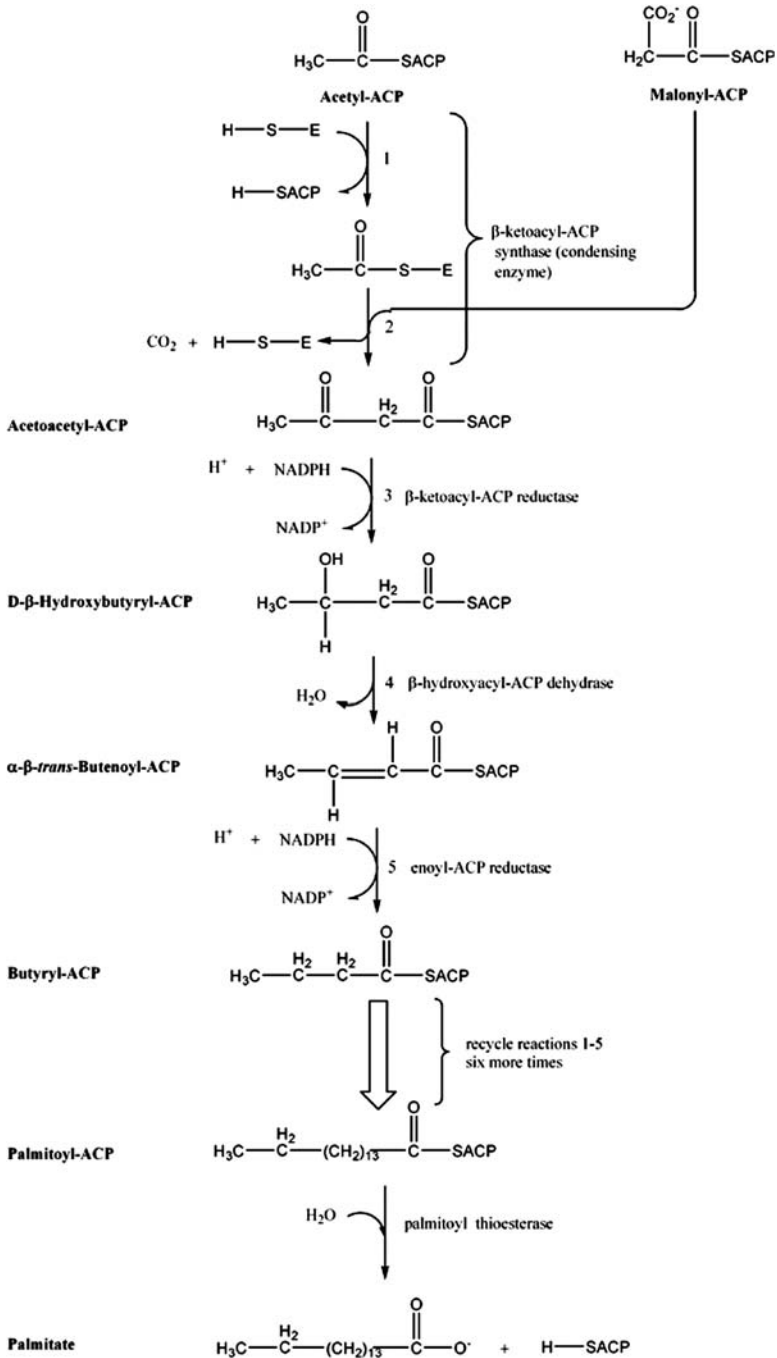 CO₂⁻ O
O
H₃C—C—SACP
H₂C—C—SACP
Acetyl-ACP
Malonyl-ACP
H—S—E
1
H—SACP
O
H₃C—C—S—E
β-ketoacyl-ACP
synthase (condensing
enzyme)
2
CO₂ + H—S—E
O O
H₂
Acetoacetyl-ACP
H₃C—C—C—C—SACP
H⁺ + NADPH
3 β-ketoacyl-ACP reductase
NADP⁺
OH O
H₂
D-β-Hydroxybutyryl-ACP
H₃C—C—C—C—SACP
H
4 β-hydroxyacyl-ACP dehydrase
H₂O
H O
α-β-trans-Butenoyl-ACP
H₃C—C=C—C—SACP
H
H⁺ + NADPH
5 enoyl-ACP reductase
NADP⁺
O
H₂ H₂
Butyryl-ACP
H₃C—C—C—C—SACP
recycle reactions 1-5
six more times
O
H₂
Palmitoyl-ACP
H₃C—C—(CH₂)₁₃—C—SACP
H₂O
palmitoyl thioesterase
O
H₂
Palmitate
H₃C—C—(CH₂)₁₃—C—O⁻ + H—SACP